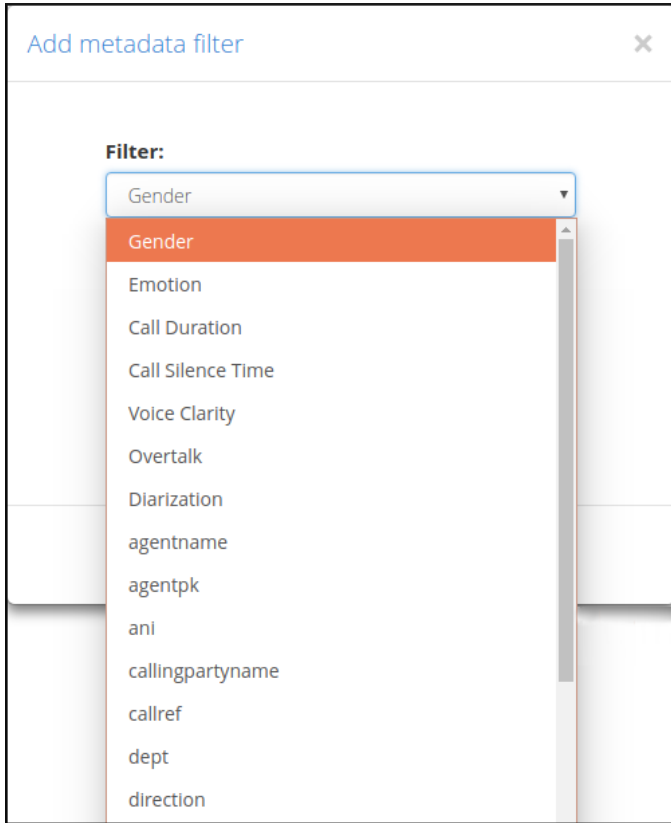 Add metadata filter
Filter:
Gender
Gender
Emotion
Call Duration
Call Silence Time
Voice Clarity
Overtalk
Diarization
agentname
agentpk
ani
callingpartyname
callref
dept
direction